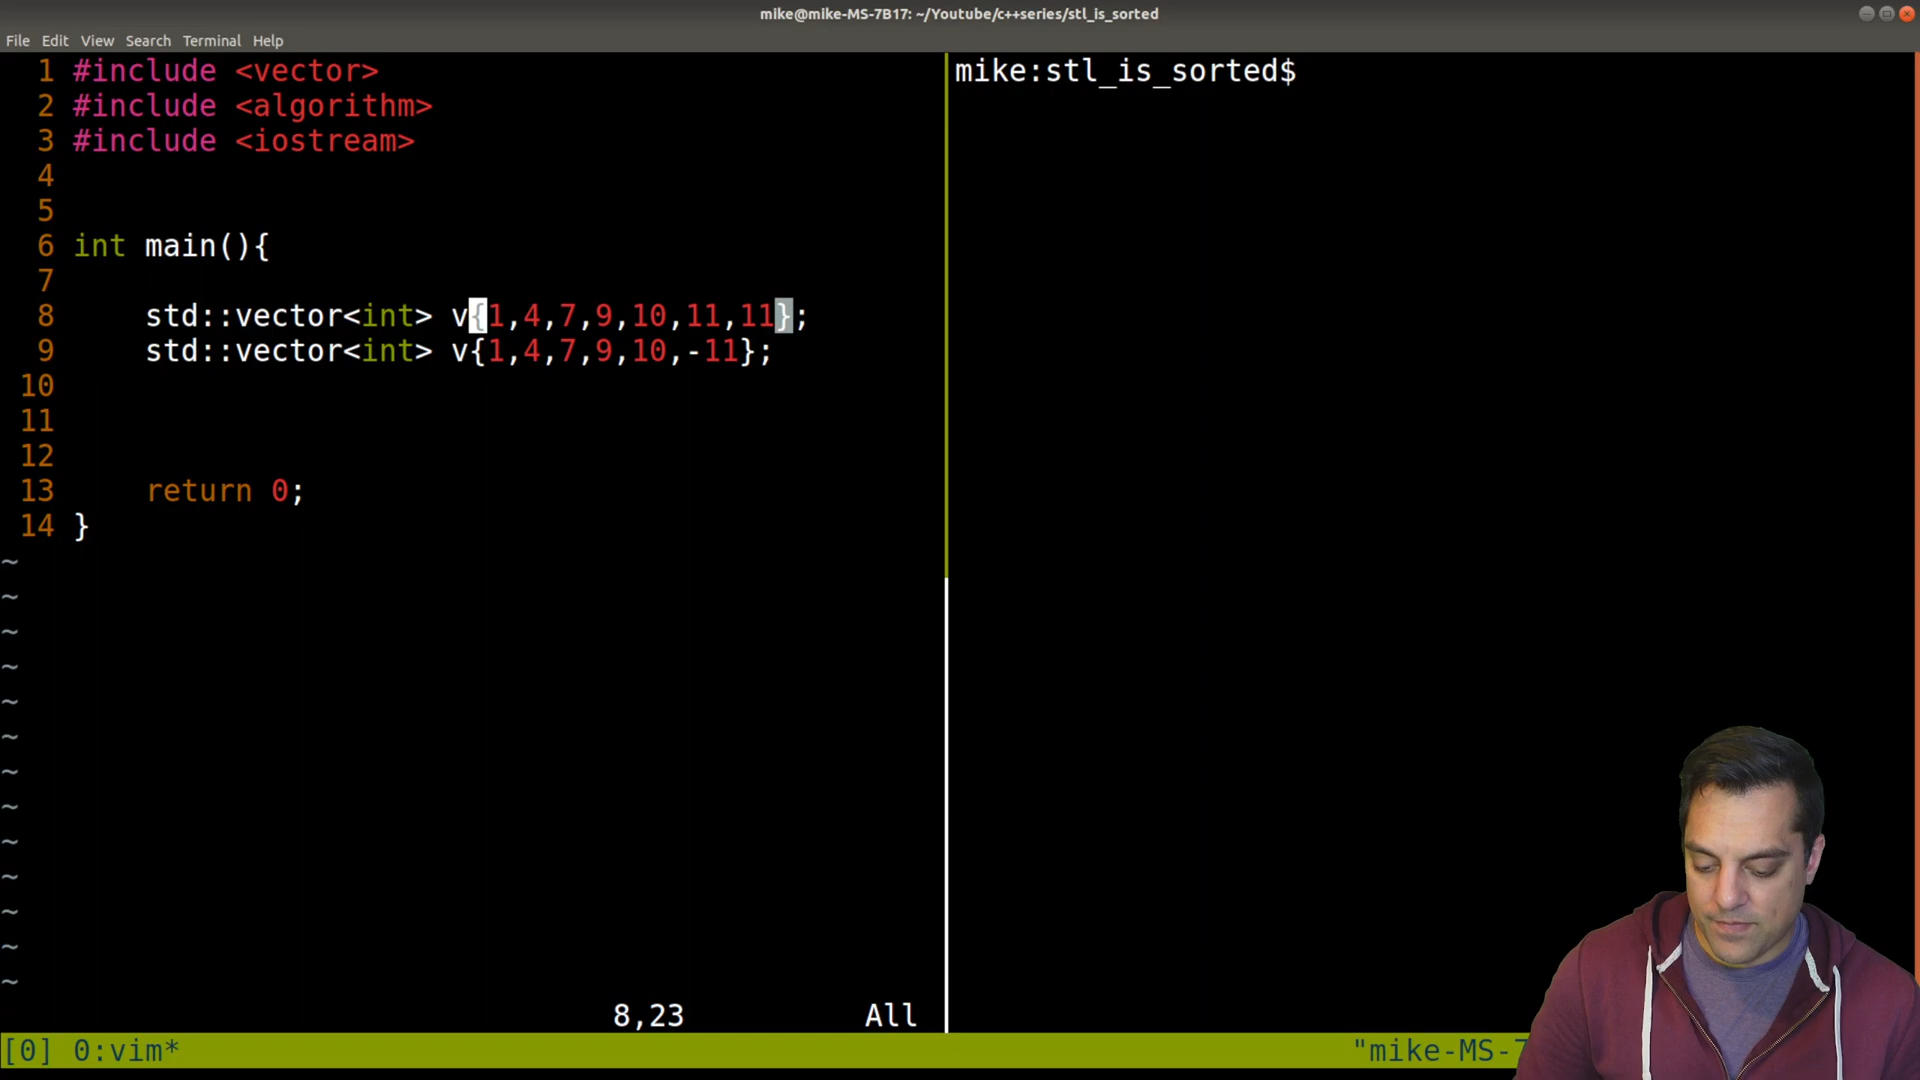 mike@mike-MS-7B17: ~/Youtube/c++series/stl_is_sorted
File Edit View Search Terminal Help
1 #include <vector>
2 #include <algorithm>
3 #include <iostream>
4
5
6 int main(){
7
8 std::vector<int> v{1,4,7,9,10,11,11};
9 std::vector<int> v{1,4,7,9,10,-11};
10
11
12
13 return 0;
14 }
~
~
~
~
~
~
~
~
~
~
~
~
~
8,23 All
mike:stl_is_sorted$
[0] 0:vim* "mike-MS-7